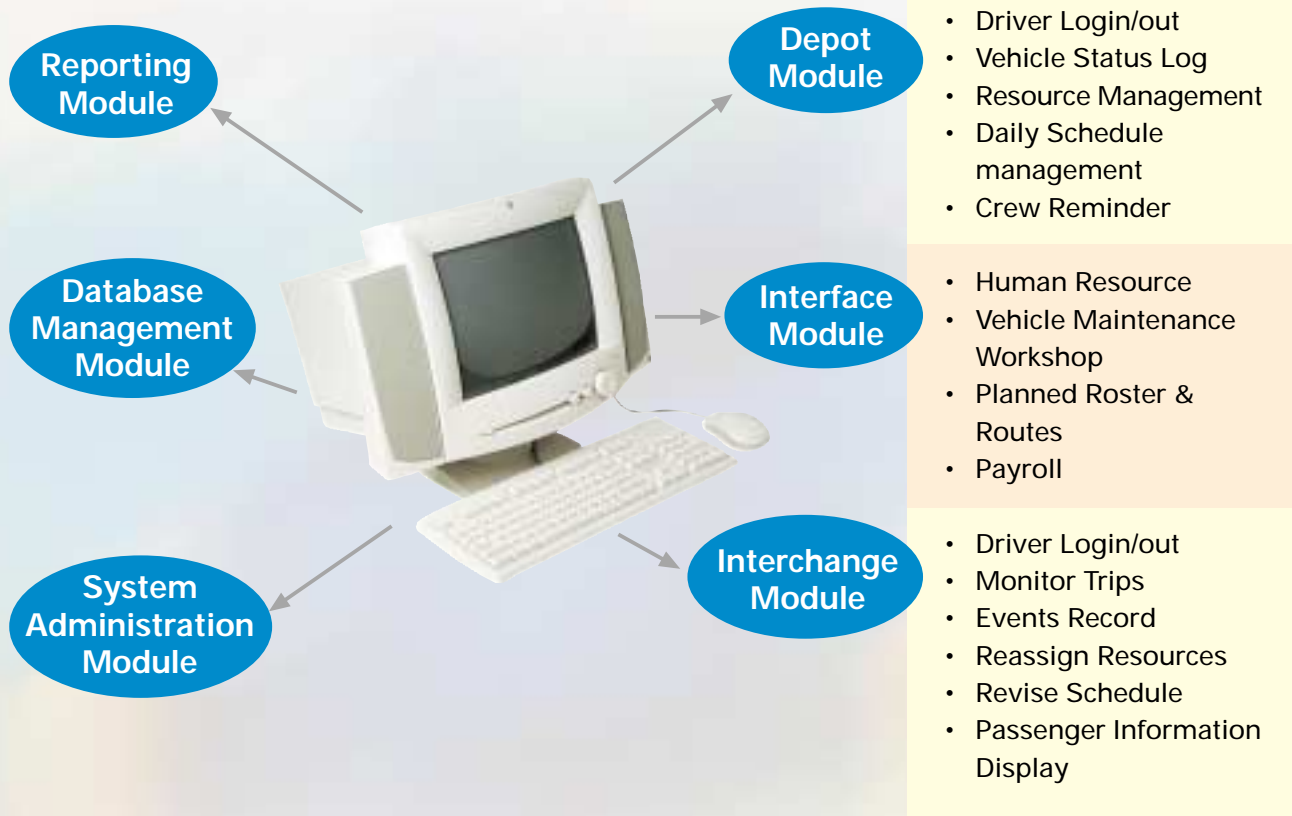 Reporting
Module
Database
Management
Module
System
Administration
Module
Depot
Module
• Driver Login/out
• Vehicle Status Log
• Resource Management
• Daily Schedule
management
• Crew Reminder
Interface
Module
• Human Resource
• Vehicle Maintenance
Workshop
• Planned Roster &
Routes
• Payroll
Interchange
Module
• Driver Login/out
• Monitor Trips
• Events Record
• Reassign Resources
• Revise Schedule
• Passenger Information
Display